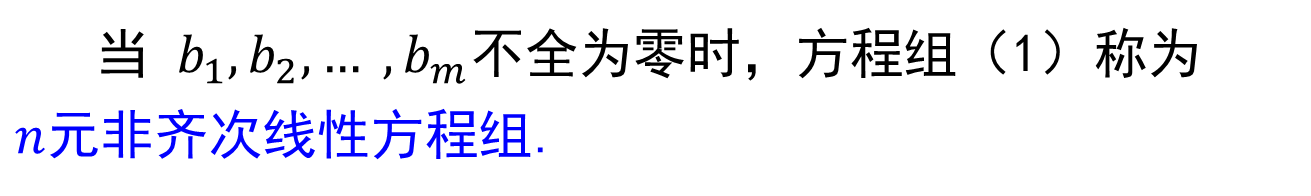 当 b₁, b₂, … , bₘ不全为零时，方程组（1）称为
n元非齐次线性方程组.